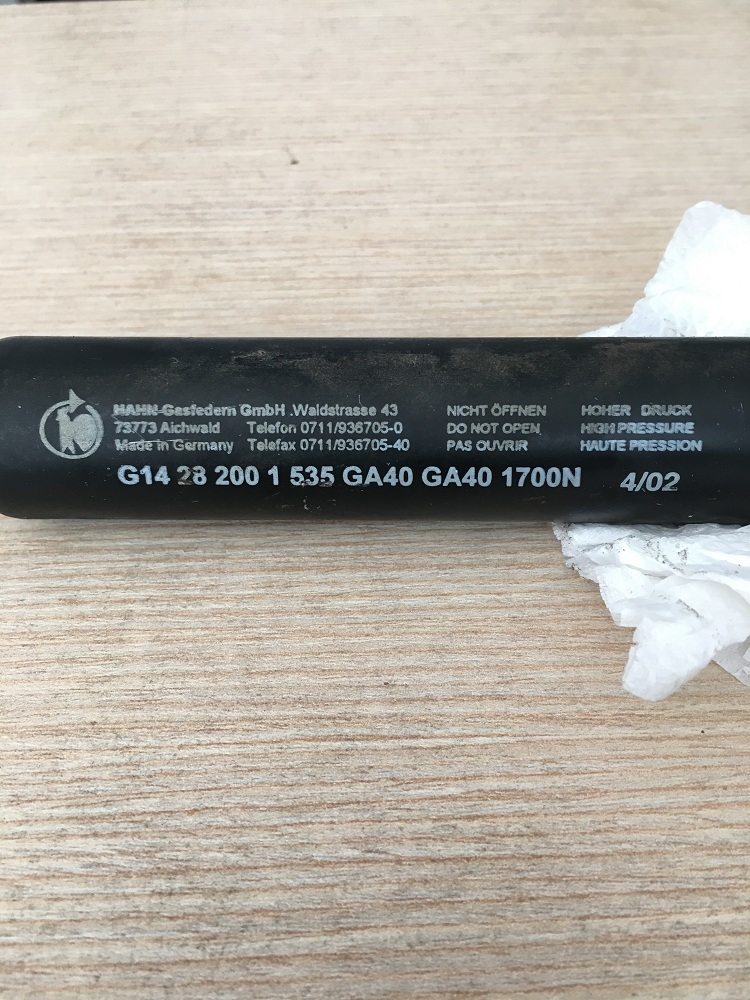 HAHN-Gasfedern GmbH .Waldstrasse 43
73773 Aichwald Telefon 0711/936705-0
Made in Germany Telefax 0711/936705-40
NICHT ÖFFNEN
DO NOT OPEN
PAS OUVRIR
HOHER DRUCK
HIGH PRESSURE
HAUTE PRESSION
G14 28 200 1 535 GA40 GA40 1700N 4/02